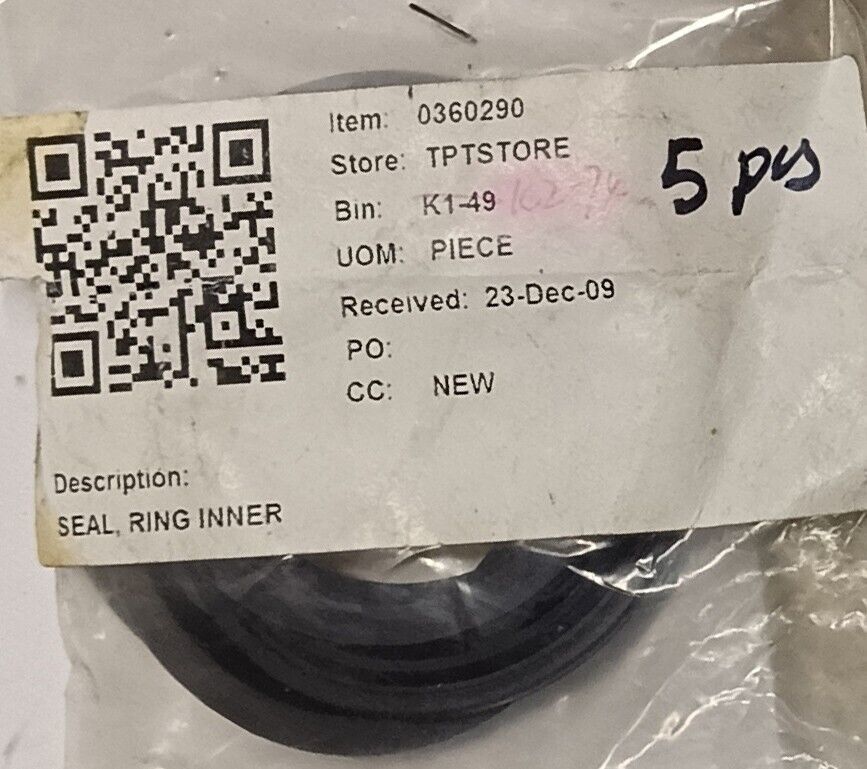 Item: 0360290
Store: TPTSTORE
Bin: K1-49
UOM: PIECE
Received: 23-Dec-09
PO:
CC: NEW
5 pcs
Description:
SEAL, RING INNER